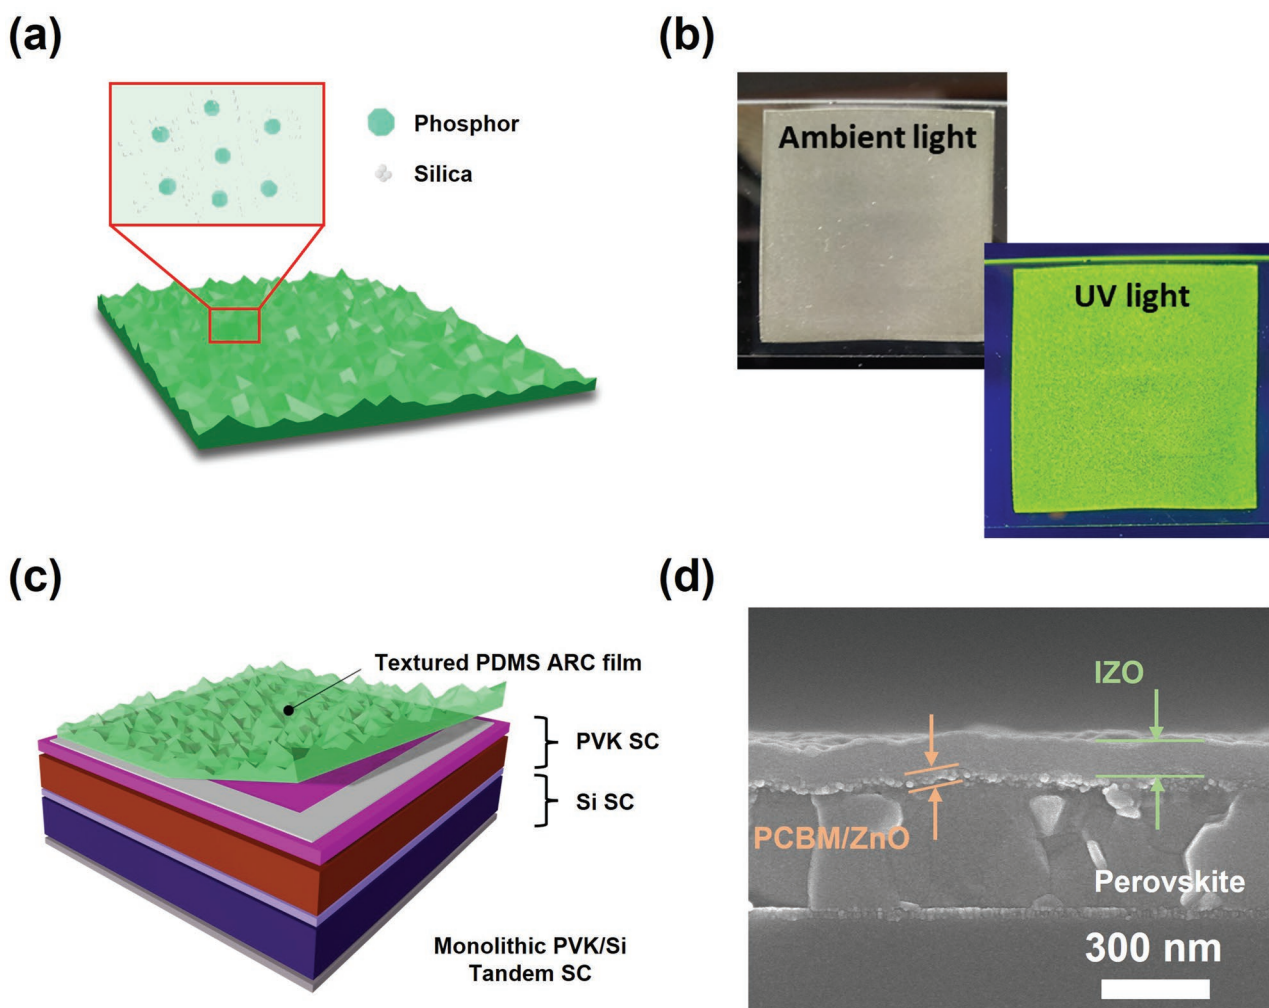 (a)
Phosphor
Silica
(b)
Ambient light
UV light
(c)
Textured PDMS ARC film
PVK SC
Si SC
Monolithic PVK/Si
Tandem SC
(d)
IZO
PCBM/ZnO
Perovskite
300 nm